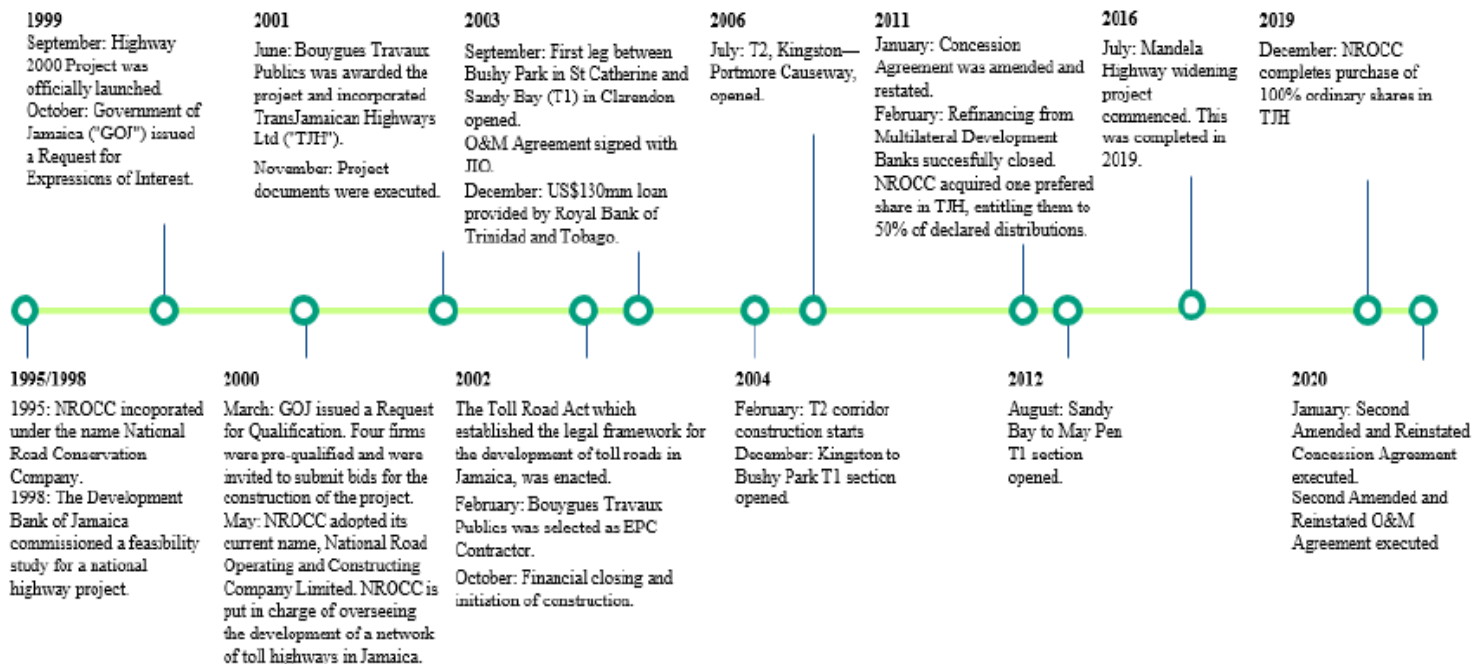 1999
September: Highway
2000 Project was
officially launched
October: Government of
Jamaica ("GOJ") issued
a Request for
Expressions of Interest.
2001
June: Bouygues Travaux
Publics was awarded the
project and incorporated
TransJamaican Highways
Ltd ("TJH").
November: Project
documents were executed.
2003
September: First leg between
Bushy Park in St Catherine and
Sandy Bay (T1) in Clarendon
opened.
O&M Agreement signed with
JIO.
December: US$130mm loan
provided by Royal Bank of
Trinidad and Tobago.
2006
July: T2, Kingston—
Portmore Causeway,
opened.
2011
January: Concession
Agreement was amended and
restated.
February: Refinancing from
Multilateral Development
Banks succesfully closed.
NROCC acquired one prefered
share in TJH, entitling them to
50% of declared distributions.
2016
July: Mandela
Highway widening
project
commenced. This
was completed in
2019.
2019
December: NROCC
completes purchase of
100% ordinary shares in
TJH
1995/1998
1995: NROCC incoporated
under the name National
Road Conservation
Company.
1998: The Development
Bank of Jamaica
commissioned a feasibility
study for a national
highway project.
2000
March: GOJ issued a Request
for Qualification. Four firms
were pre-qualified and were
invited to submit bids for the
construction of the project.
May: NROCC adopted its
current name, National Road
Operating and Constructing
Company Limited. NROCC is
put in charge of overseeing
the development of a network
of toll highways in Jamaica.
2002
The Toll Road Act which
established the legal framework for
the development of toll roads in
Jamaica, was enacted.
February: Bouygues Travaux
Publics was selected as EPC
Contractor.
October: Financial closing and
initiation of construction.
2004
February: T2 corridor
construction starts
December: Kingston to
Bushy Park T1 section
opened
2012
August: Sandy
Bay to May Pen
T1 section
opened.
2020
January: Second
Amended and Reinstated
Concession Agreement
executed.
Second Amended and
Reinstated O&M
Agreement executed